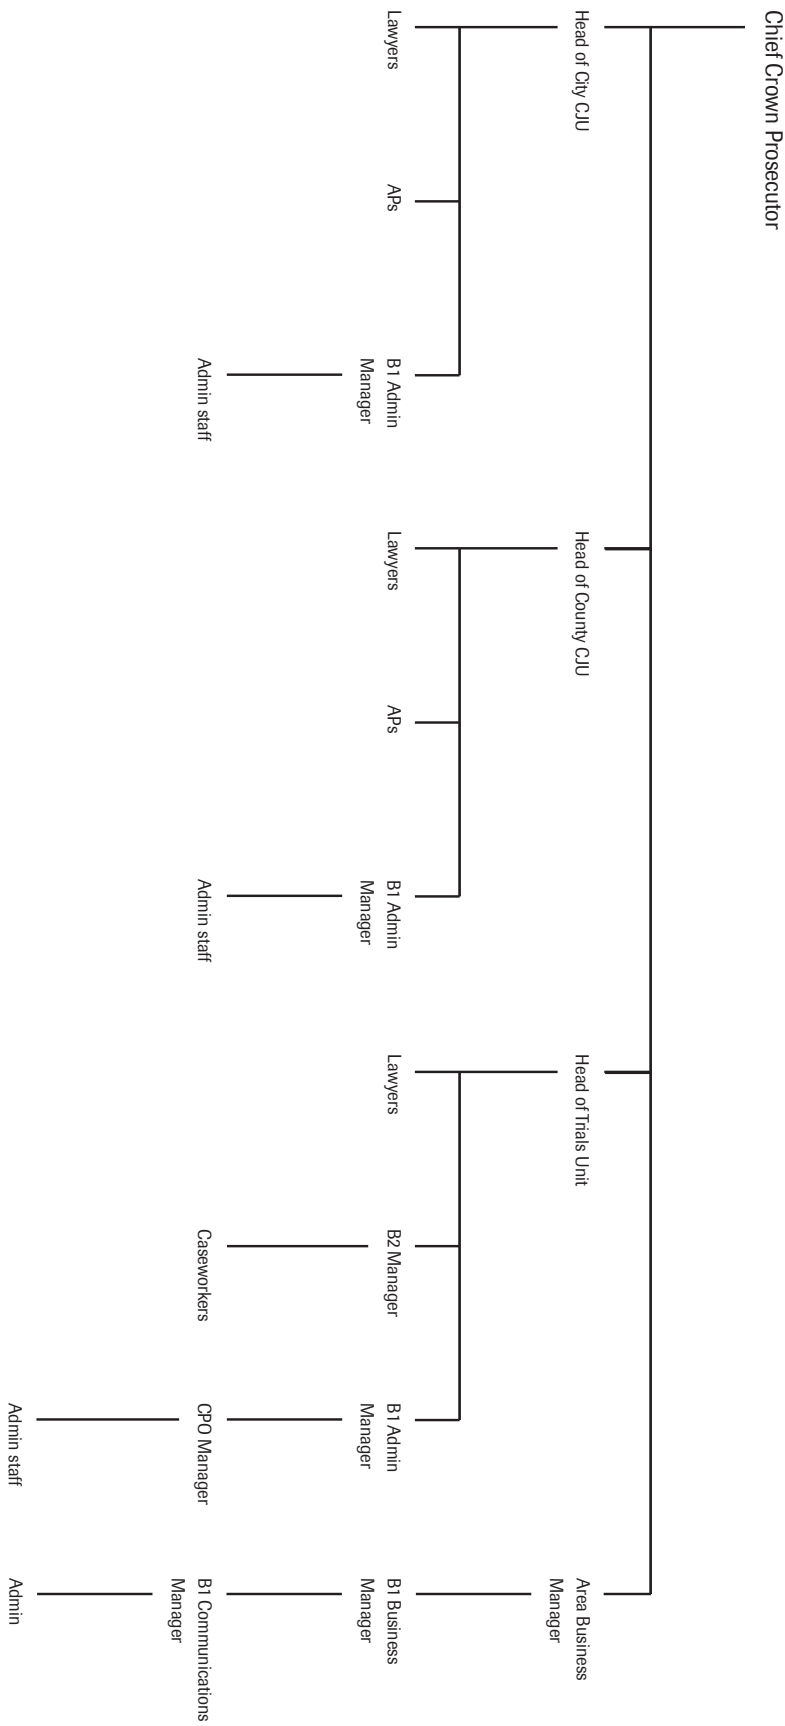 Chief Crown Prosecutor
Head of City CJU
Head of County CJU
Head of Trials Unit
Area Business
Manager
Lawyers
APs
B1 Admin
Manager
Lawyers
APs
B1 Admin
Manager
Lawyers
B2 Manager
B1 Admin
Manager
B1 Business
Manager
Admin staff
Admin staff
Caseworkers
CPO Manager
B1 Communications
Manager
Admin staff
Admin